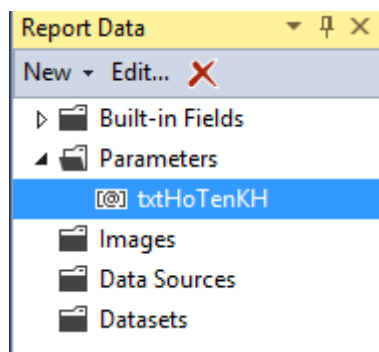 Report Data
New Edit...
Built-in Fields
Parameters
[@] txtHoTenKH
Images
Data Sources
Datasets